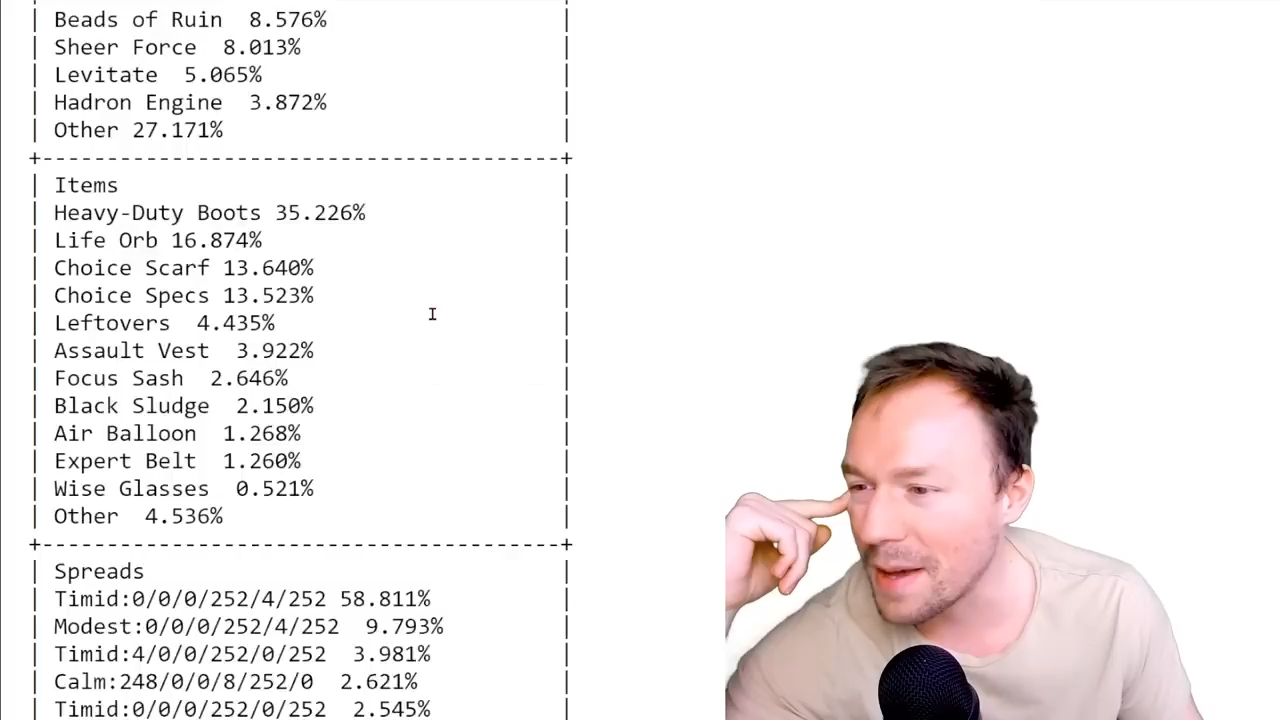 | Beads of Ruin 8.576% |
| Sheer Force 8.013% |
| Levitate 5.065% |
| Hadron Engine 3.872% |
| Other 27.171% |
+----------------------------------------+
| Items |
| Heavy-Duty Boots 35.226% |
| Life Orb 16.874% |
| Choice Scarf 13.640% |
| Choice Specs 13.523% |
| Leftovers 4.435% |
| Assault Vest 3.922% |
| Focus Sash 2.646% |
| Black Sludge 2.150% |
| Air Balloon 1.268% |
| Expert Belt 1.260% |
| Wise Glasses 0.521% |
| Other 4.536% |
+----------------------------------------+
| Spreads |
| Timid:0/0/0/252/4/252 58.811% |
| Modest:0/0/0/252/4/252 9.793% |
| Timid:4/0/0/252/0/252 3.981% |
| Calm:248/0/0/8/252/0 2.621% |
| Timid:0/0/0/252/0/252 2.545% |